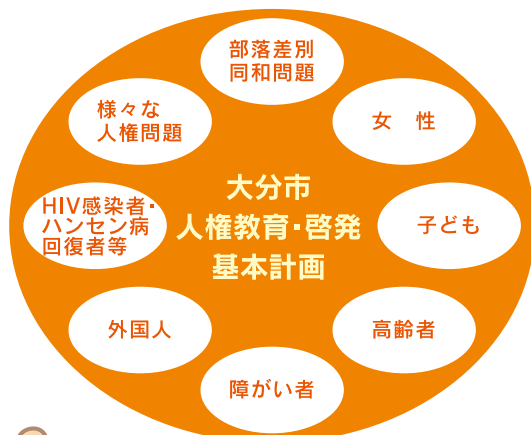 部落差別
同和問題
女　性
子ども
高齢者
障がい者
外国人
HIV感染者・
ハンセン病
回復者等
様々な
人権問題
大分市
人権教育・啓発
基本計画